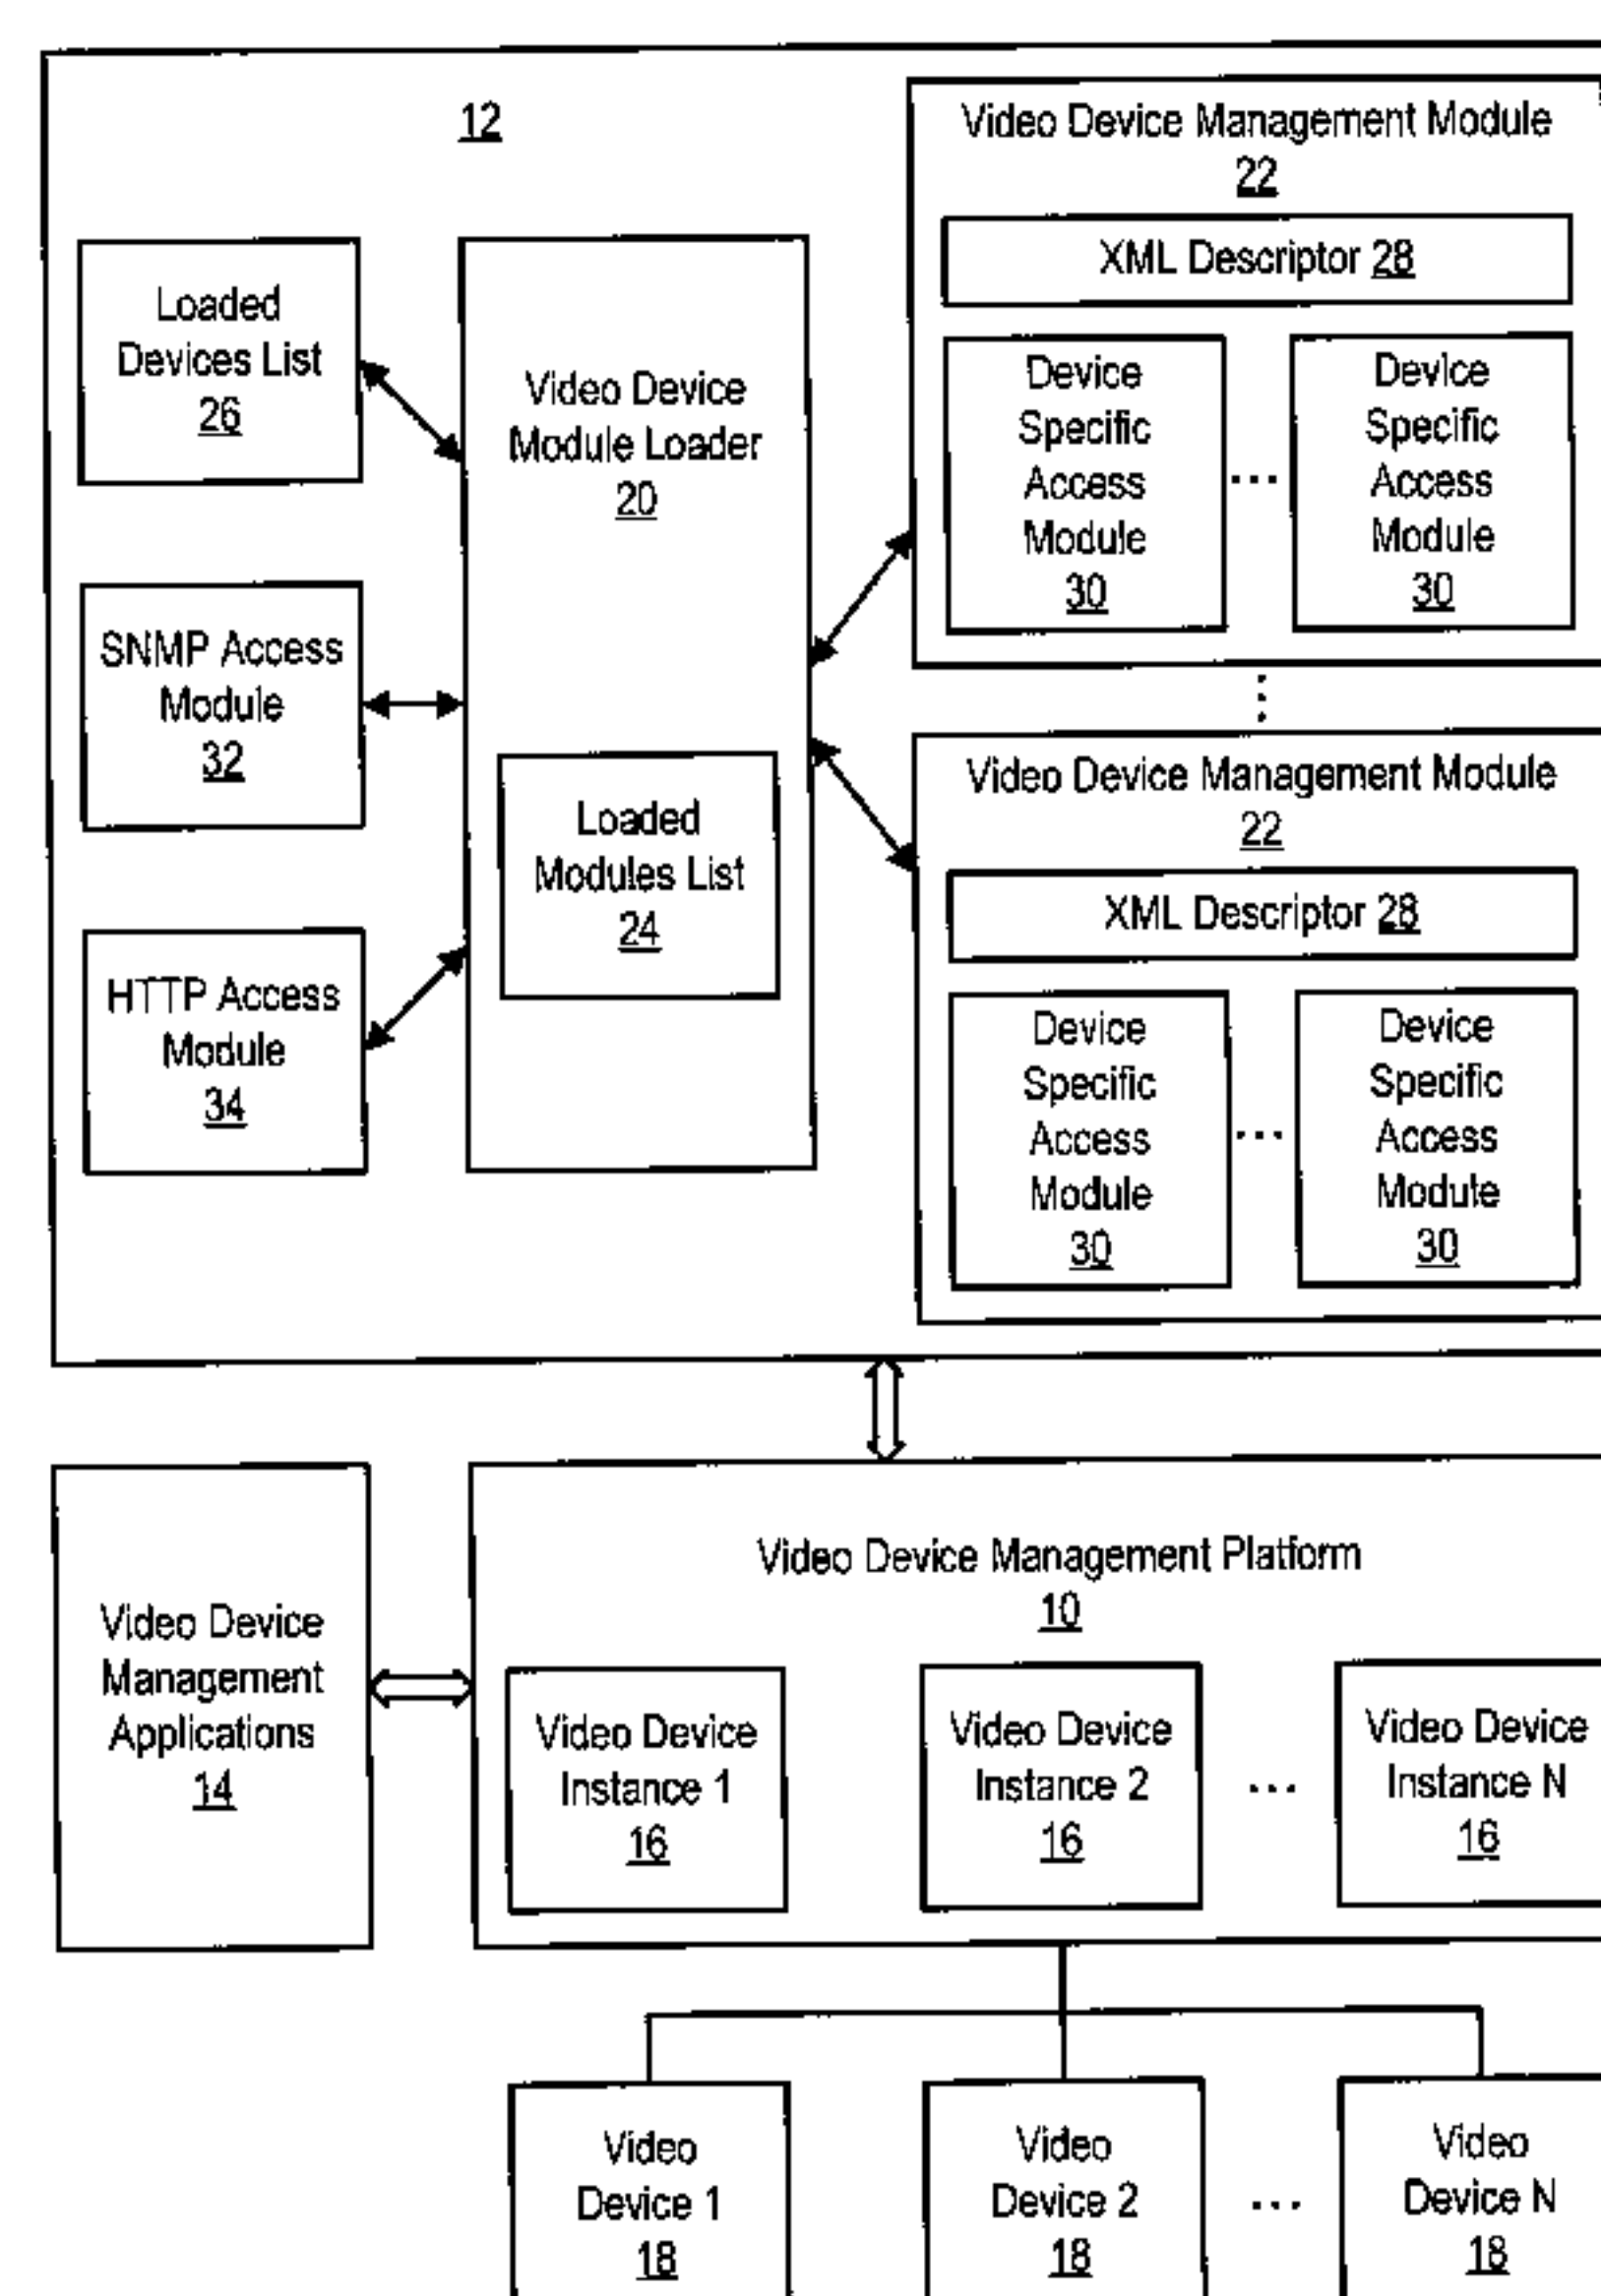 12
Loaded
Devices List
26
SNMP Access
Module
32
HTTP Access
Module
34
Video Device
Module Loader
20
Loaded
Modules List
24
Video Device Management Module
22
XML Descriptor 28
Device
Specific
Access
Module
30
...
Device
Specific
Access
Module
30
Video Device Management Module
22
XML Descriptor 28
Device
Specific
Access
Module
30
...
Device
Specific
Access
Module
30
Video Device
Management
Applications
14
Video Device Management Platform
10
Video Device
Instance 1
16
Video Device
Instance 2
16
...
Video Device
Instance N
16
Video
Device 1
18
Video
Device 2
18
...
Video
Device N
18